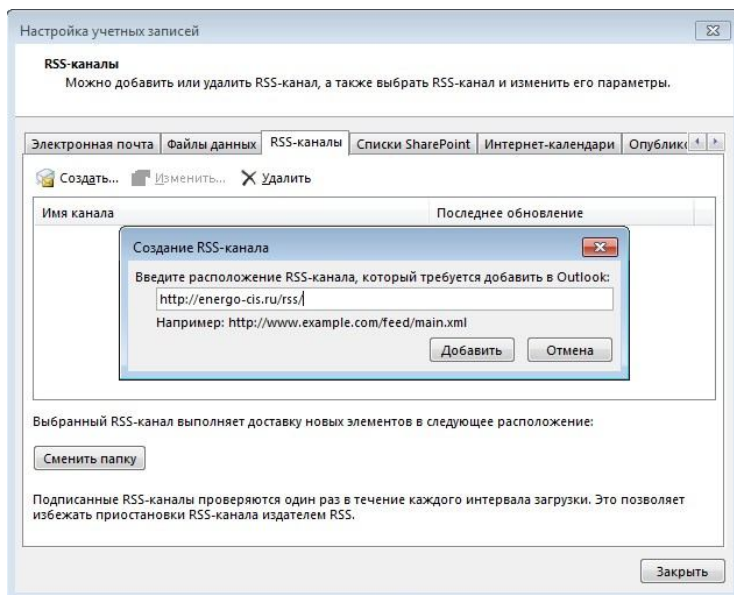 Настройка учетных записей
RSS-каналы
Можно добавить или удалить RSS-канал, а также выбрать RSS-канал и изменить его параметры.
Электронная почта Файлы данных RSS-каналы Списки SharePoint Интернет-календари Опублик
Создать... Изменить... Удалить
Имя канала Последнее обновление
Создание RSS-канала
Введите расположение RSS-канала, который требуется добавить в Outlook:
http://energo-cis.ru/rss/
Например: http://www.example.com/feed/main.xml
Добавить Отмена
Выбранный RSS-канал выполняет доставку новых элементов в следующее расположение:
Сменить папку
Подписанные RSS-каналы проверяются один раз в течение каждого интервала загрузки. Это позволяет
избежать приостановки RSS-канала издателем RSS.
Закрыть